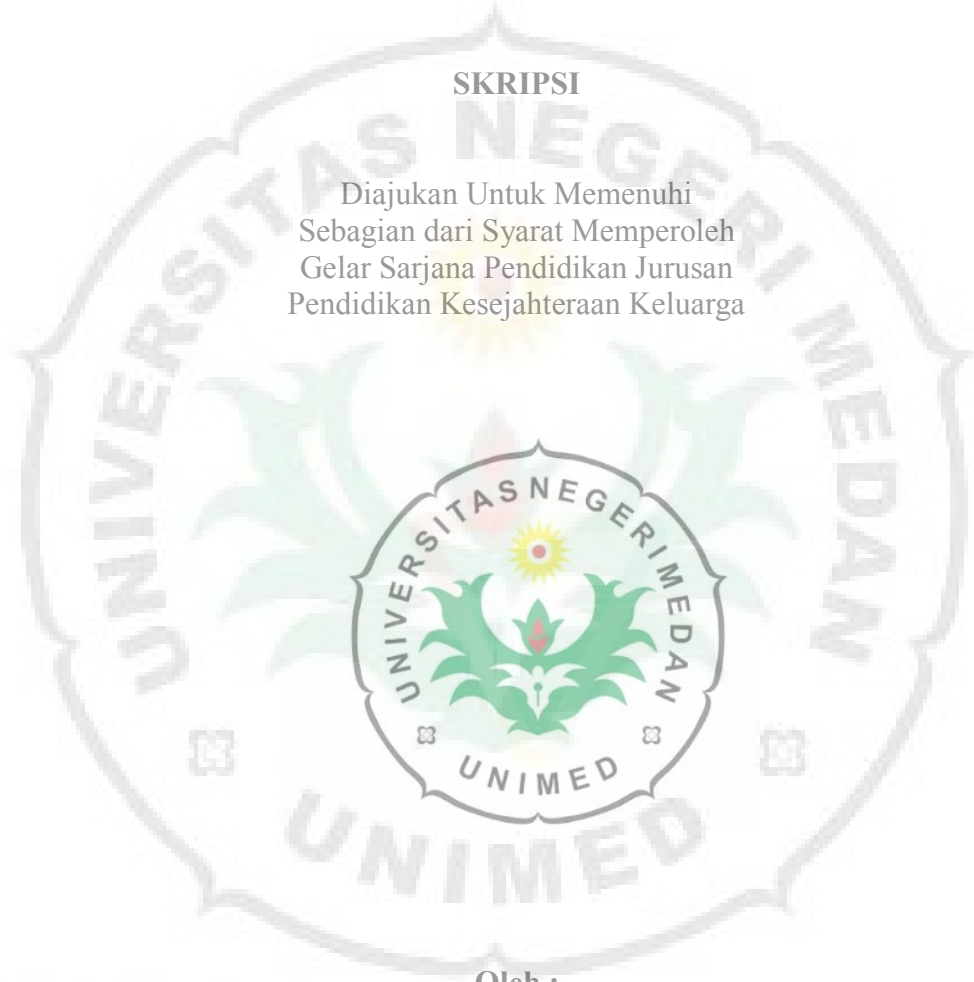 SKRIPSI
Diajukan Untuk Memenuhi
Sebagian dari Syarat Memperoleh
Gelar Sarjana Pendidikan Jurusan
Pendidikan Kesejahteraan Keluarga
UNIVERSITAS NEGERI MEDAN
UNIMED
UNIVERSITAS NEGERI MEDAN
UNIMED
Oleh :